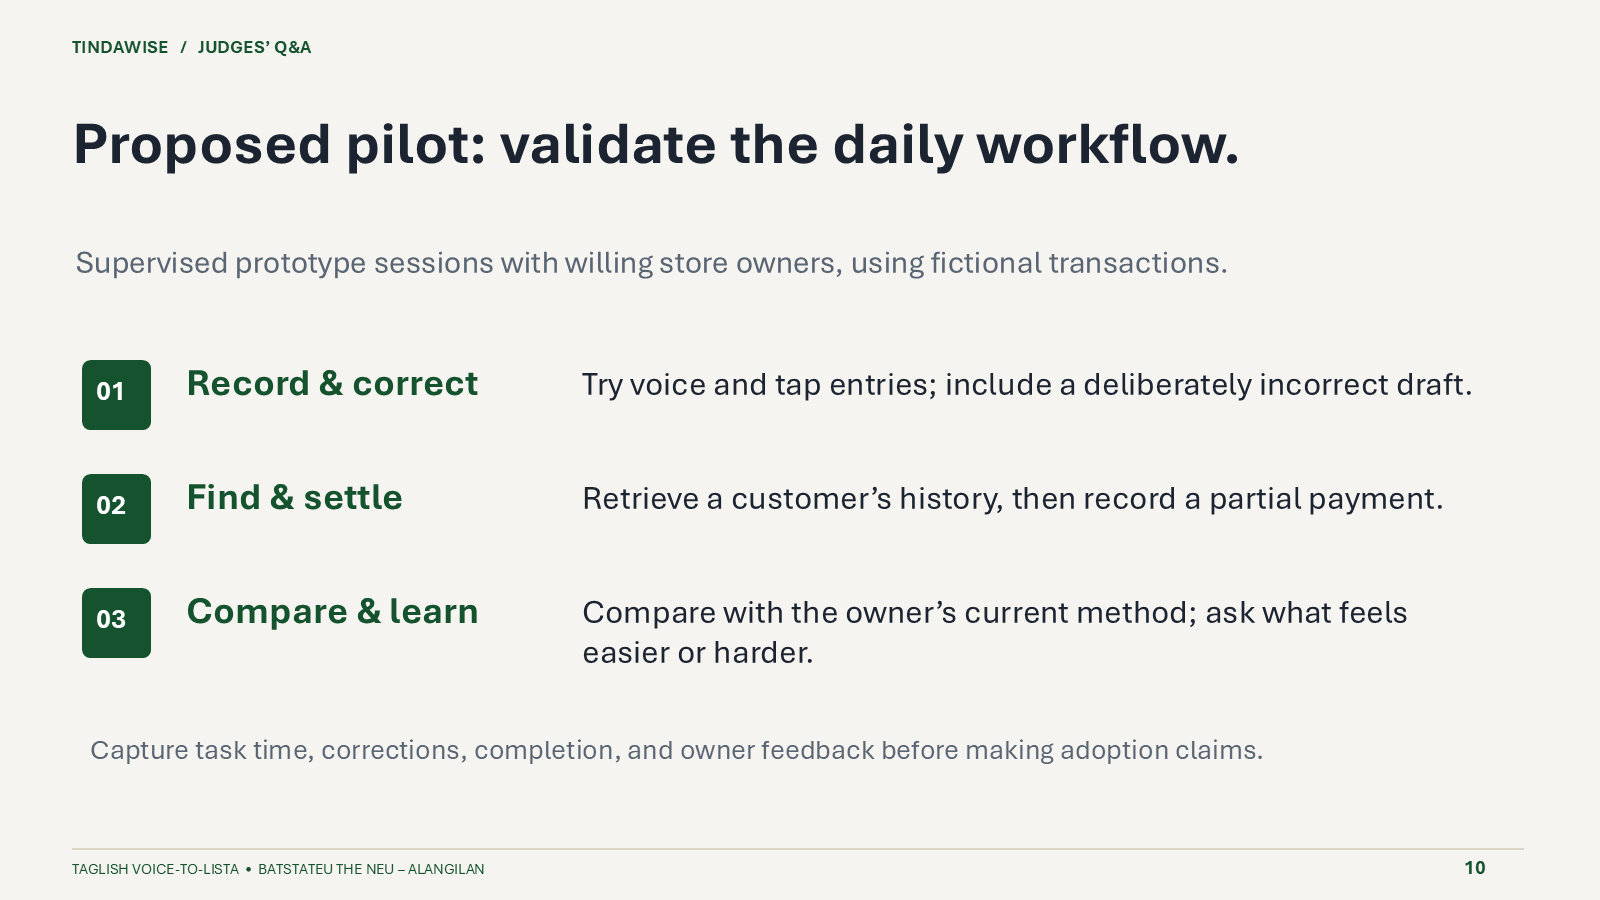 TINDAWISE / JUDGES’ Q&A
Proposed pilot: validate the daily workflow.
Supervised prototype sessions with willing store owners, using fictional transactions.
01
Record & correct
Try voice and tap entries; include a deliberately incorrect draft.
02
Find & settle
Retrieve a customer’s history, then record a partial payment.
03
Compare & learn
Compare with the owner’s current method; ask what feels
easier or harder.
Capture task time, corrections, completion, and owner feedback before making adoption claims.
TAGLISH VOICE-TO-LISTA • BATSTATEU THE NEU – ALANGILAN
10